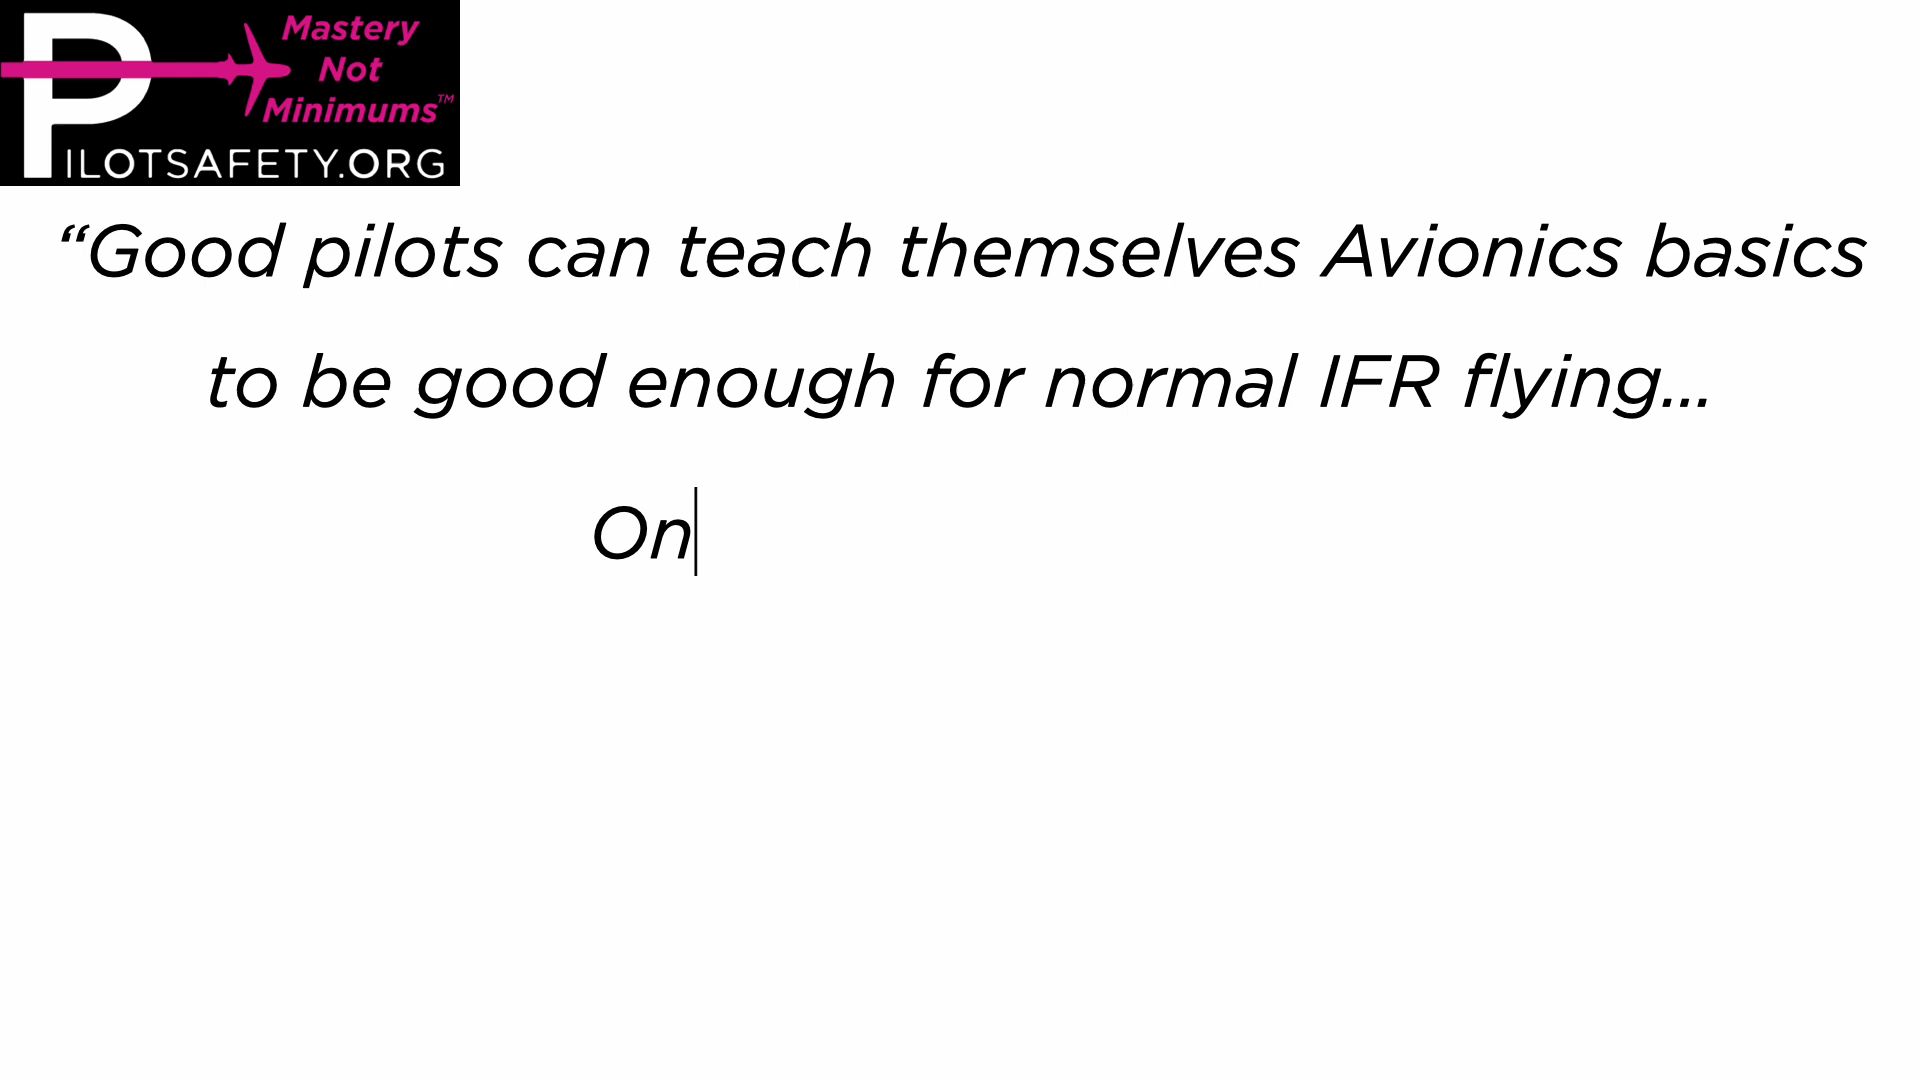 Mastery
Not
Minimums™
PILOTSAFETY.ORG
“Good pilots can teach themselves Avionics basics
to be good enough for normal IFR flying...
On